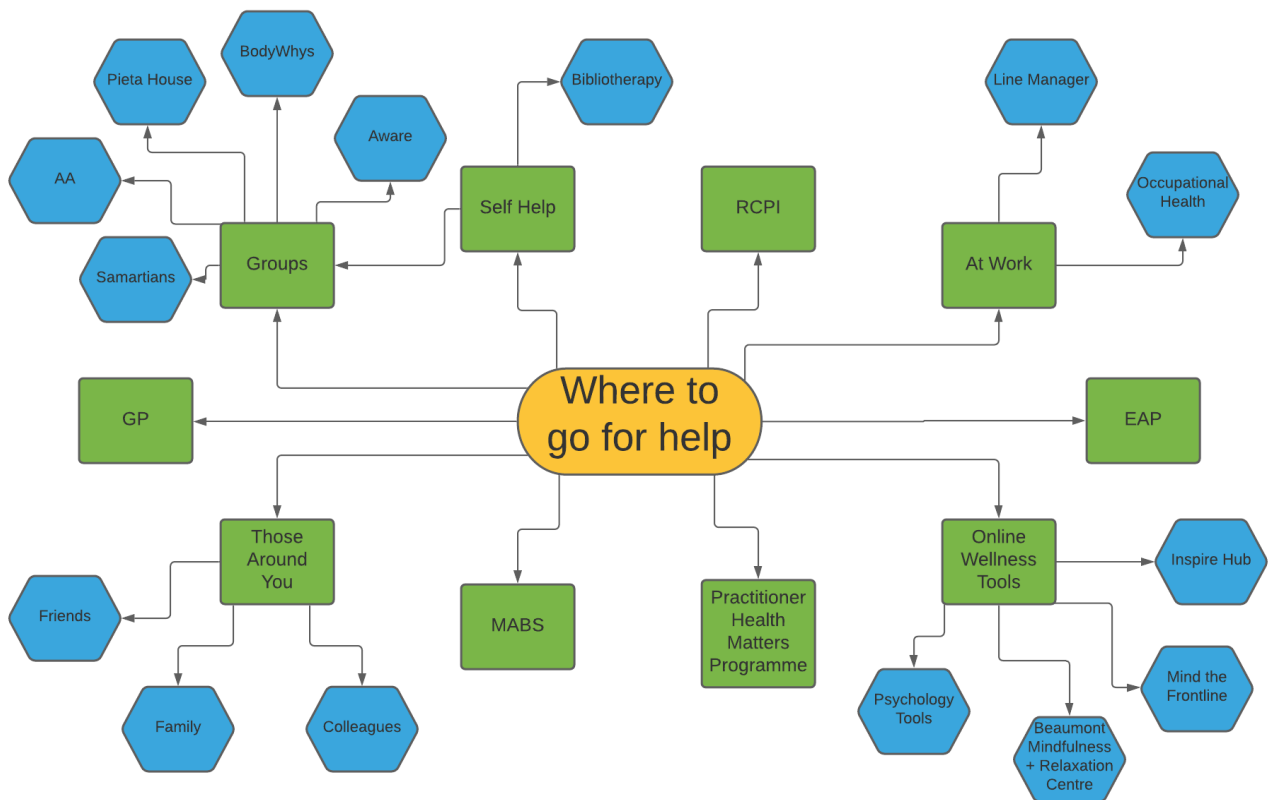 BodyWhys
Pieta House
Bibliotherapy
Line Manager
Aware
AA
Occupational
Health
Self Help
RCPI
Groups
At Work
Samartians
Where to
go for help
GP
EAP
Those
Around
You
Online
Wellness
Tools
Inspire Hub
Friends
MABS
Practitioner
Health
Matters
Programme
Mind the
Frontline
Family
Colleagues
Psychology
Tools
Beaumont
Mindfulness
+ Relaxation
Centre